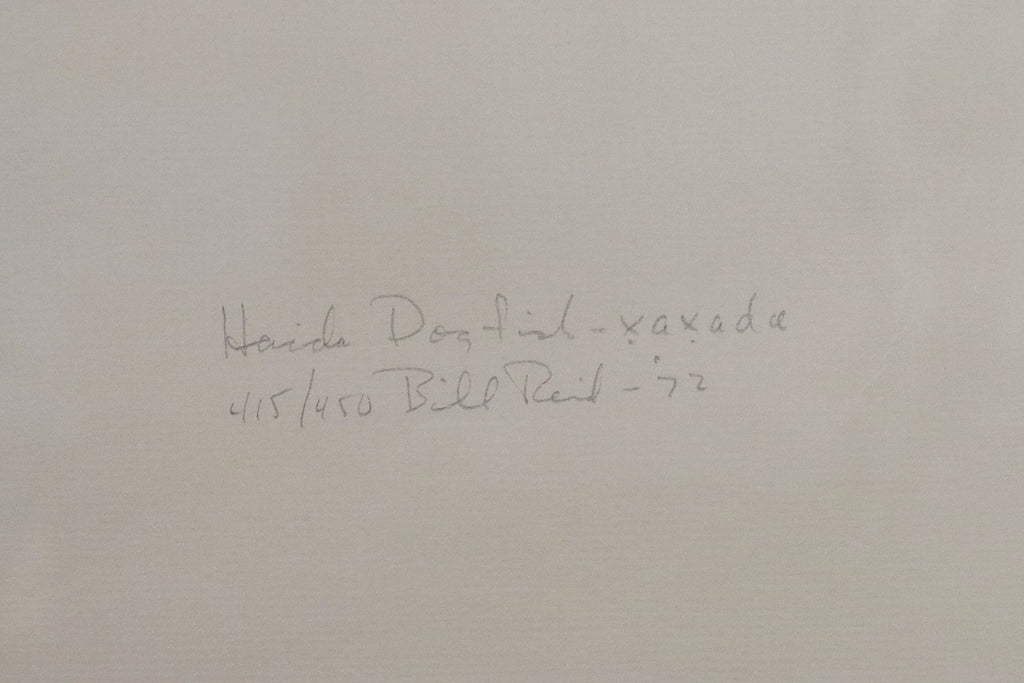 Haida Dogfish - x̣ax̣ada
415/450 Bill Reid - '72